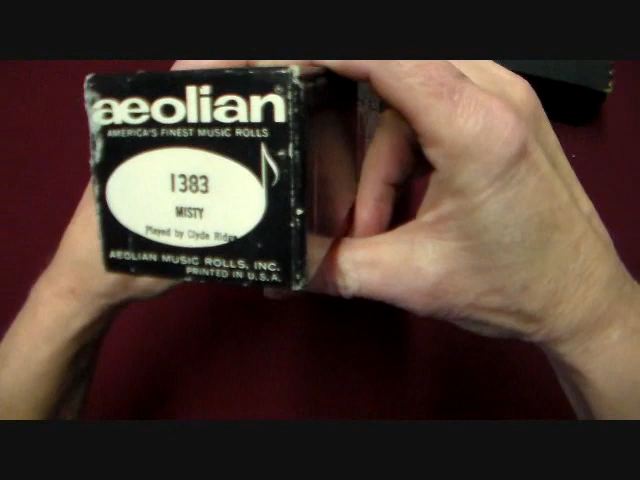 aeolian
AMERICA'S FINEST MUSIC ROLLS
1383
MISTY
Played by Clyde Ridge
AEOLIAN MUSIC ROLLS, INC.
PRINTED IN U.S.A.